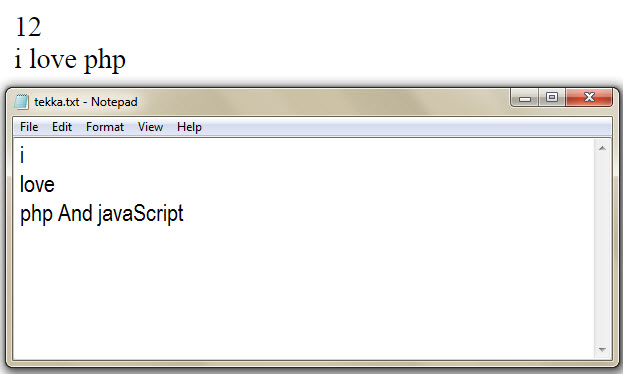 12
i love php
tekka.txt - Notepad
File Edit Format View Help
i
love
php And javaScript